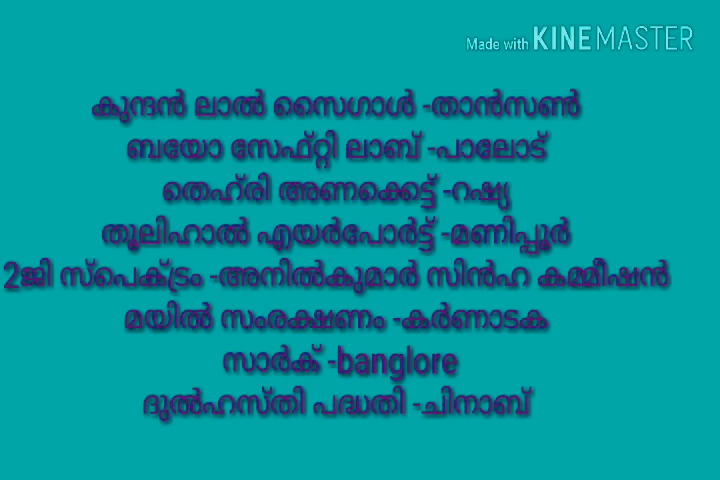 Made with KINEMASTER
കുന്ദൻ ലാൽ സൈഗാൾ -താൻസൺ
ബയോ സേഫ്റ്റി ലാബ് -പാലോട്
തെഹ്‌രി അണക്കെട്ട് -റഷ്യ
തൂലിഹാൽ എയർപോർട്ട് -മണിപ്പൂർ
2ജി സ്പെക്ട്രം -അനിൽകുമാർ സിൻഹ കമ്മീഷൻ
മയിൽ സംരക്ഷണം -കർണാടക
സാർക് -banglore
ദുൽഹസ്തി പദ്ധതി -ചിനാബ്